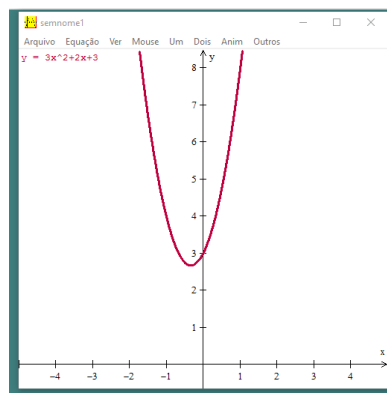 semnome1
Arquivo Equação Ver Mouse Um Dois Anim Outros
y = 3x^2+2x+3
y
8
7
6
5
4
3
2
1
x
-4 -3 -2 -1 1 2 3 4